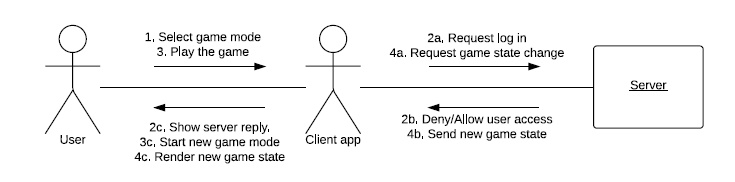 1, Select game mode
3. Play the game
2a, Request log in
4a. Request game state change
Server
2c, Show server reply,
3c, Start new game mode
4c. Render new game state
2b. Deny/Allow user access
4b, Send new game state
User
Client app